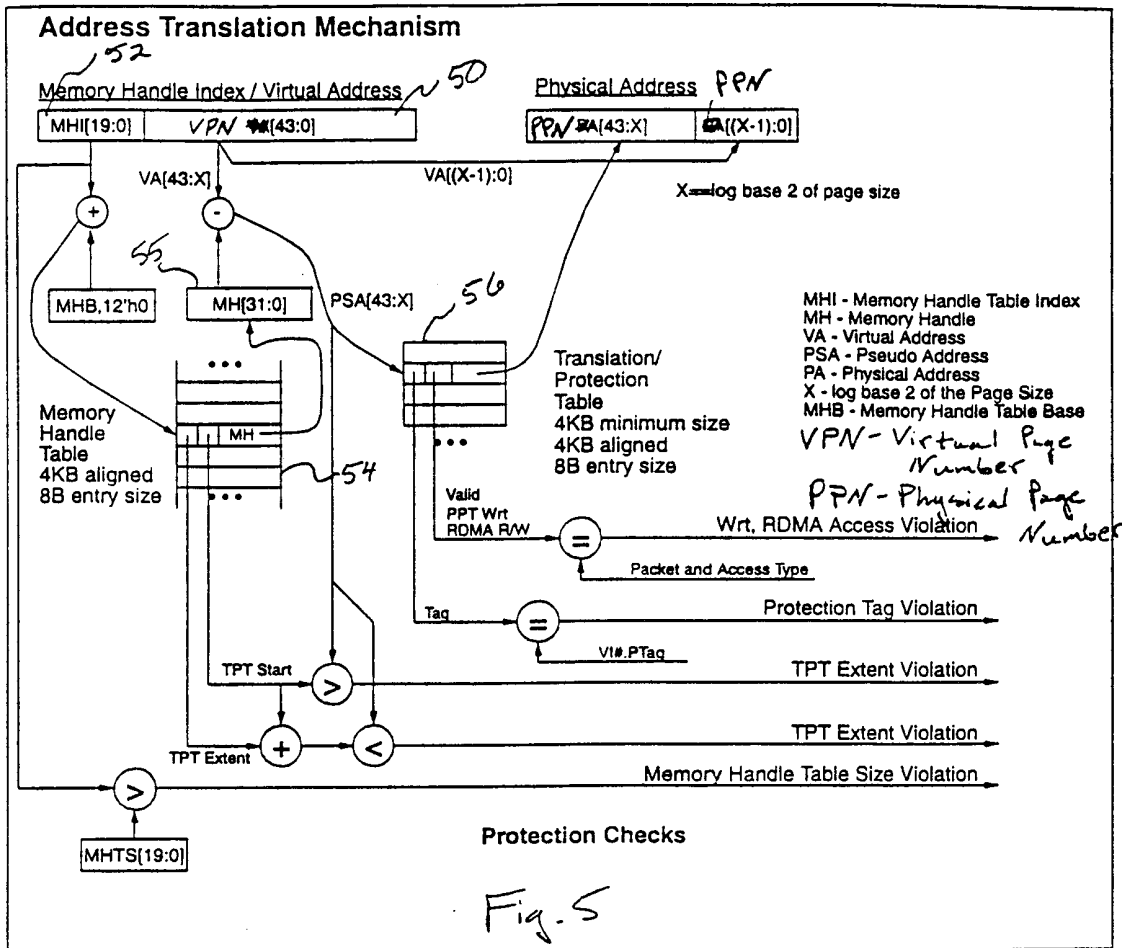 Address Translation Mechanism
52
50
Memory Handle Index / Virtual Address
Physical Address PPN
MHI[19:0]
VPN [43:0]
PPN PA[43:X]
A[((X-1):0]
VA[43:X]
VA[((X-1):0]
X=log base 2 of page size
+
-
55
MHB,12'h0
MH[31:0]
PSA[43:X]
56
MHI - Memory Handle Table Index
MH - Memory Handle
VA - Virtual Address
PSA - Pseudo Address
PA - Physical Address
X - log base 2 of the Page Size
MHB - Memory Handle Table Base
VPN - Virtual Page
Number
PPN - Physical Page
Number
Translation/
Protection
Table
4KB minimum size
4KB aligned
8B entry size
Memory
Handle
Table
4KB aligned
8B entry size
MH
54
Valid
PPT Wrt
RDMA R/W
=
Wrt, RDMA Access Violation
Packet and Access Type
Tag
=
Protection Tag Violation
VI#.PTag
TPT Start
>
TPT Extent Violation
TPT Extent
+
<
TPT Extent Violation
>
Memory Handle Table Size Violation
MHTS[19:0]
Protection Checks
Fig. 5